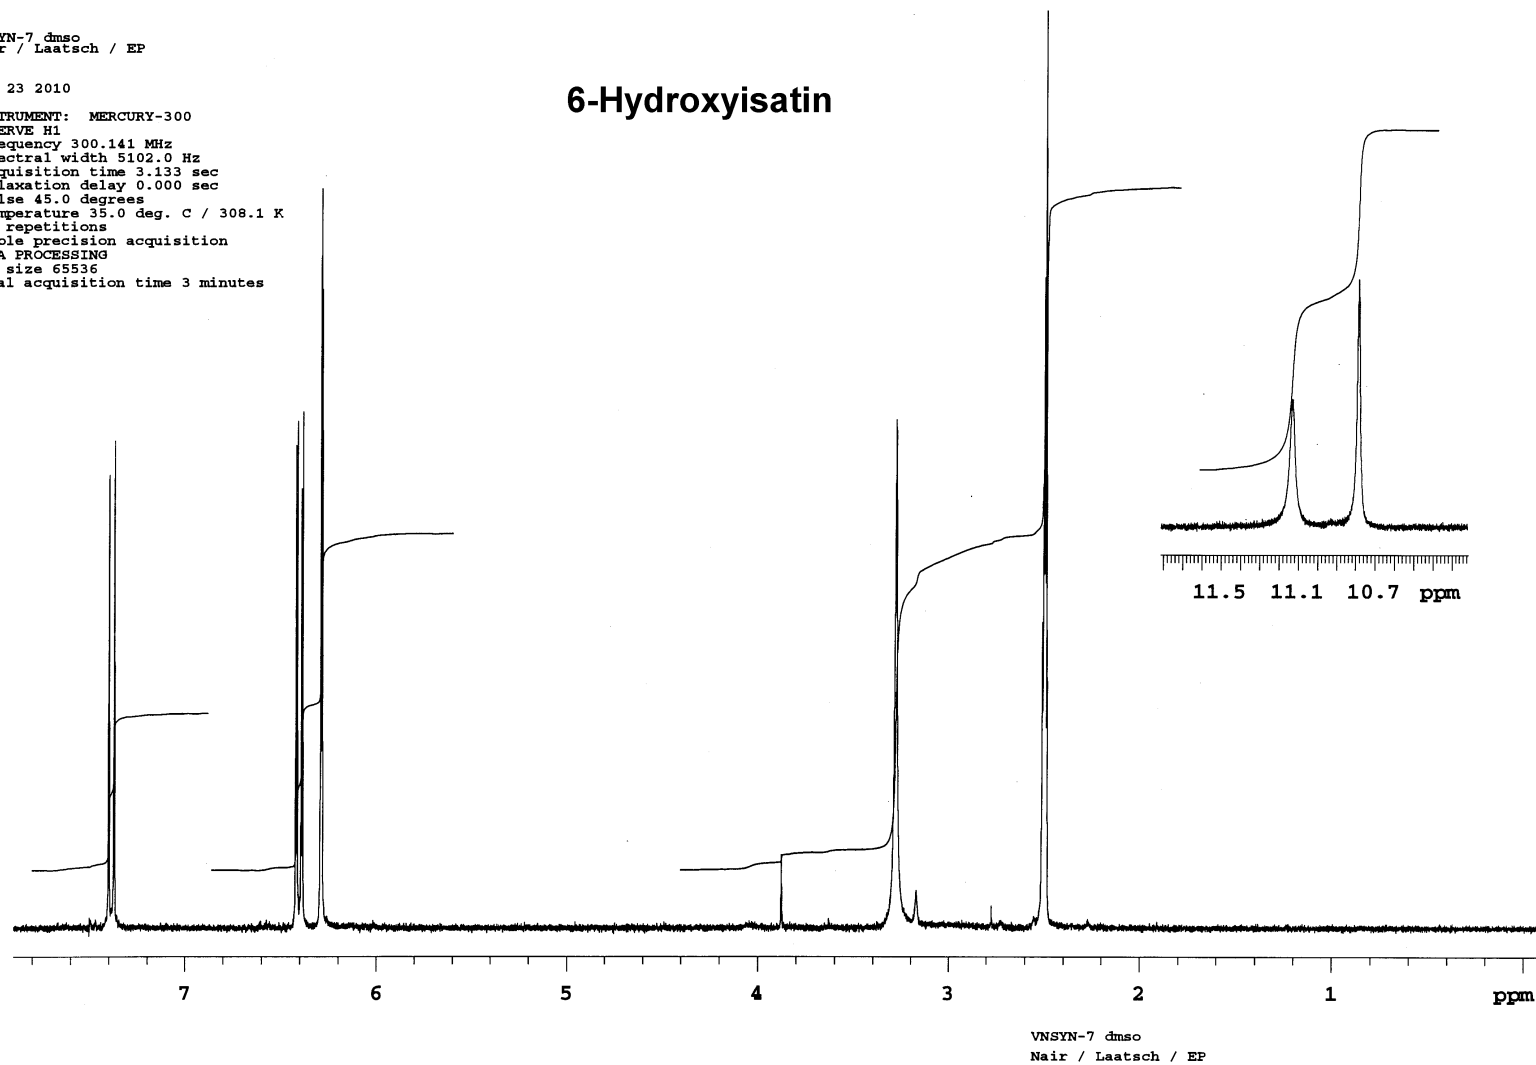 YN-7 dmso
r / Laatsch / EP
23 2010
6-Hydroxyisatin
TRUMENT: MERCURY-300
ERVE H1
equency 300.141 MHz
ectral width 5102.0 Hz
quisition time 3.133 sec
laxation delay 0.000 sec
lse 45.0 degrees
mperature 35.0 deg. C / 308.1 K
repetitions
ole precision acquisition
A PROCESSING
size 65536
al acquisition time 3 minutes
11.5 11.1 10.7 ppm
7 6 5 4 3 2 1 ppm
VNSYN-7 dmso
Nair / Laatsch / EP